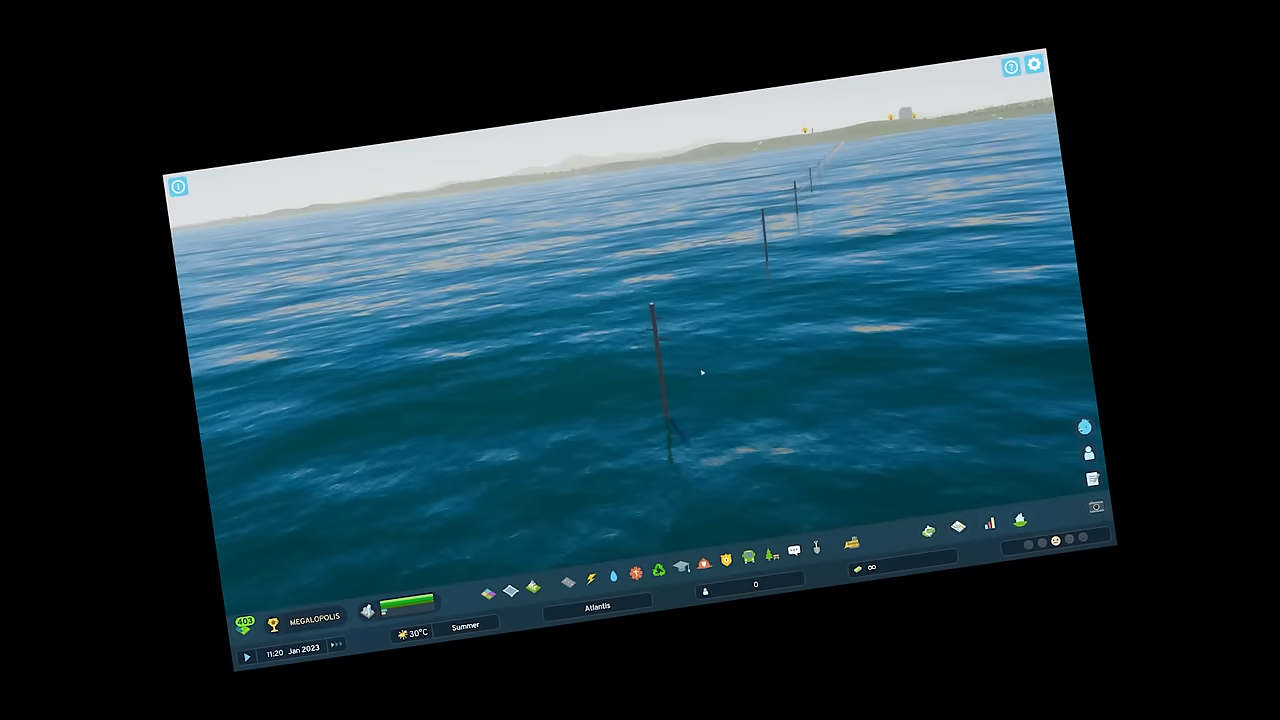 403
MEGALOPOLIS
11:20 Jan 2023
30°C
Summer
Atlantis
0
∞